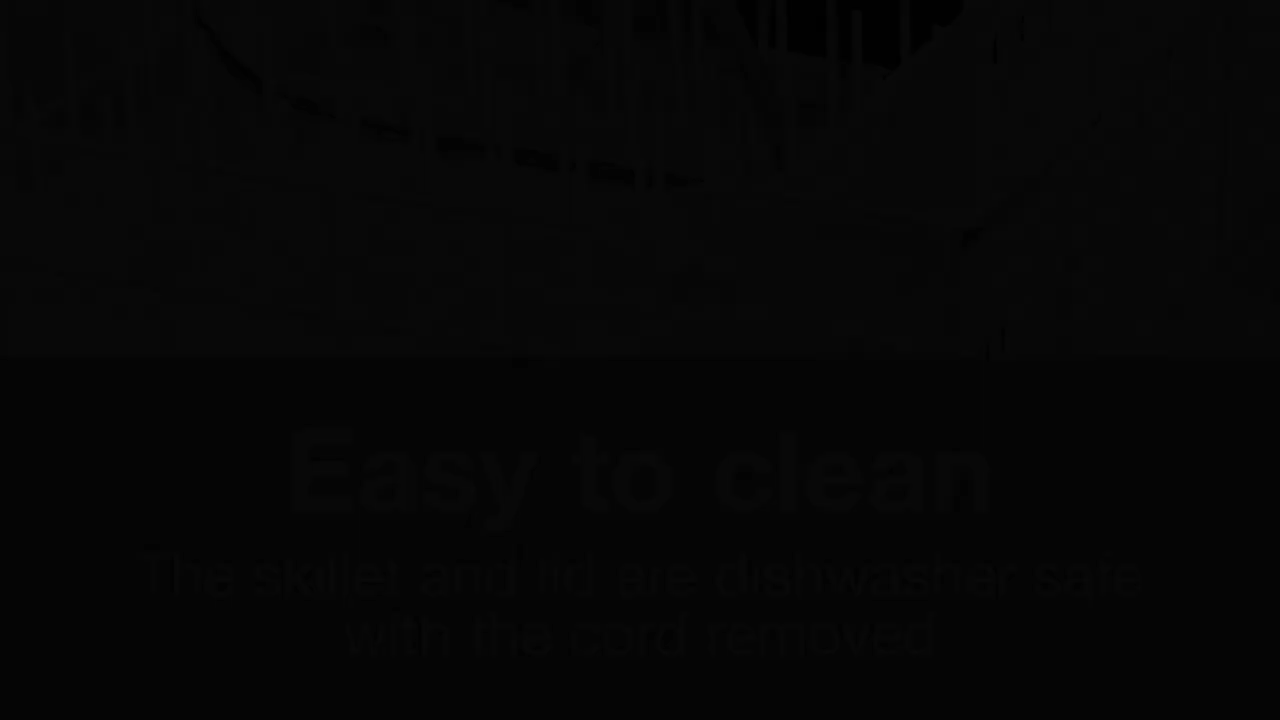 Easy to clean
The skillet and lid are dishwasher safe
with the cord removed